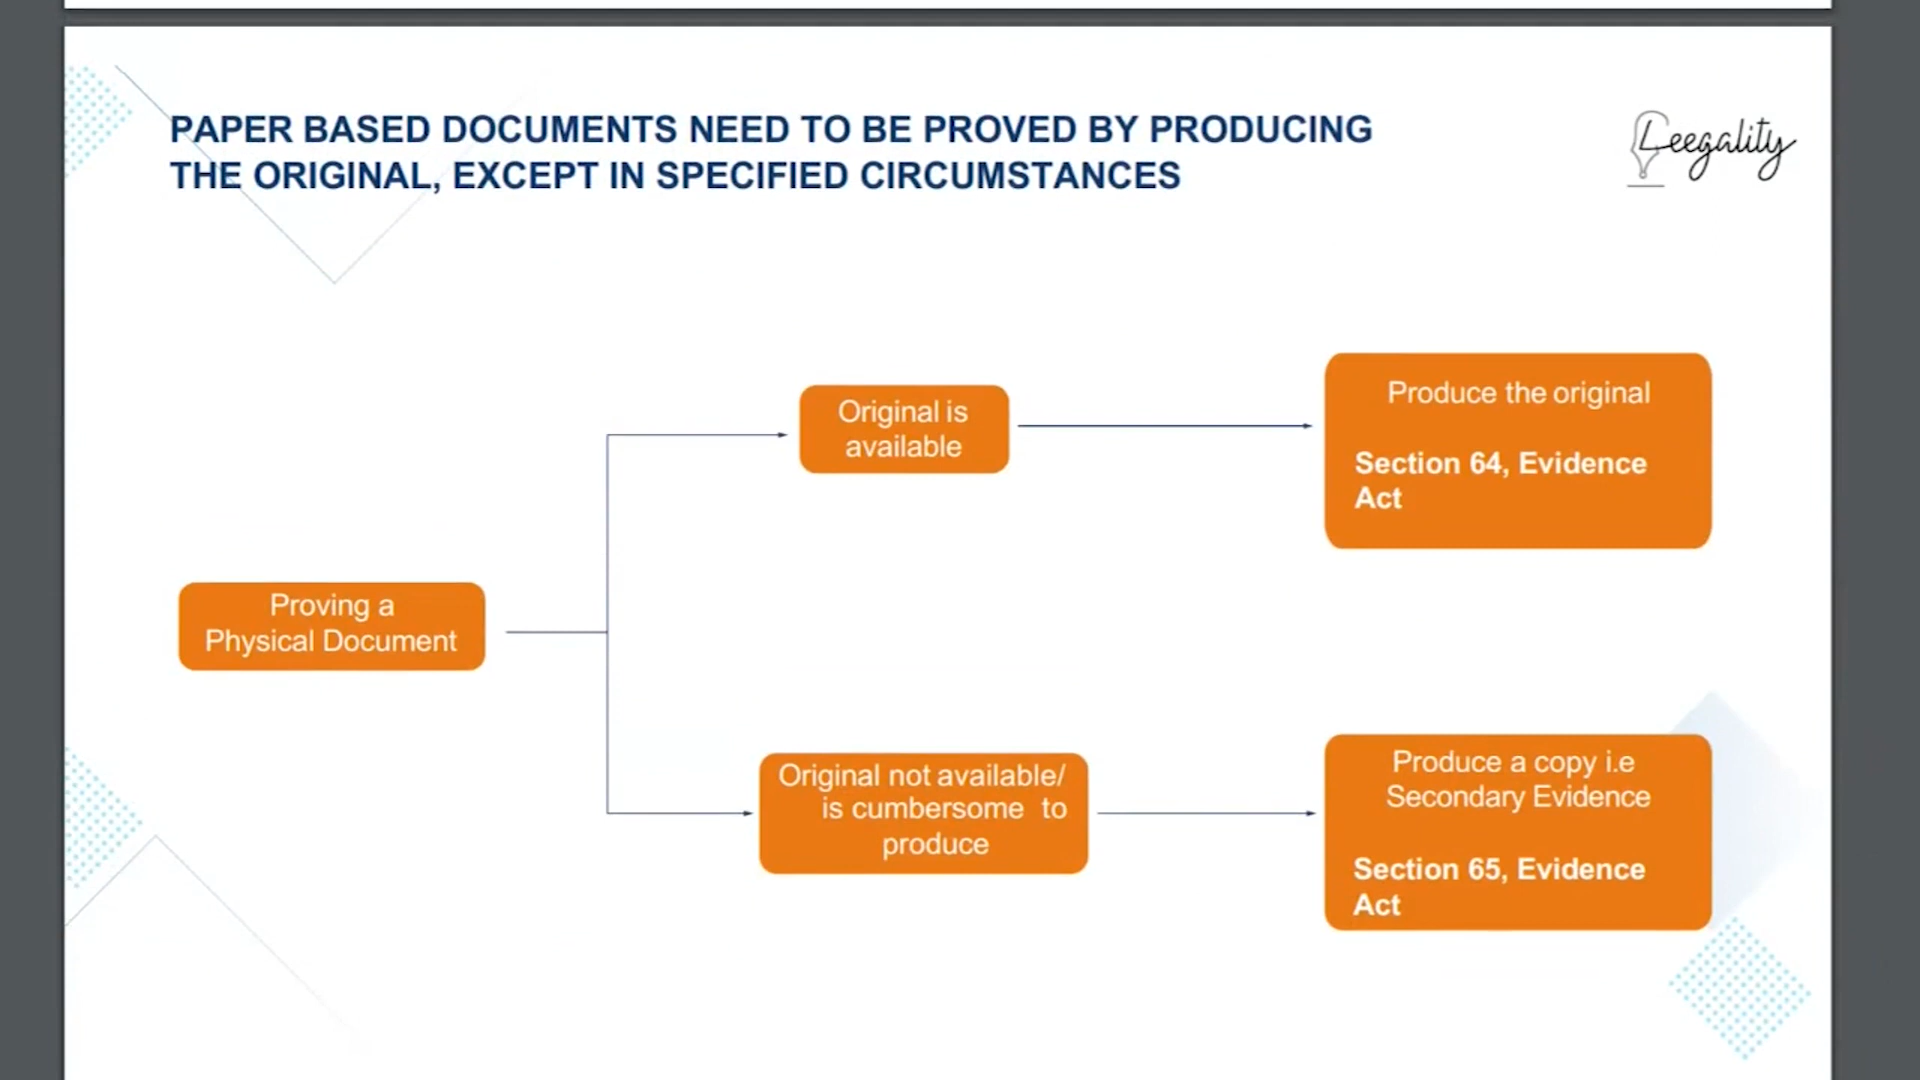 PAPER BASED DOCUMENTS NEED TO BE PROVED BY PRODUCING
THE ORIGINAL, EXCEPT IN SPECIFIED CIRCUMSTANCES
Leegality
Original is
available
Produce the original
Section 64, Evidence
Act
Proving a
Physical Document
Original not available/
is cumbersome to
produce
Produce a copy i.e
Secondary Evidence
Section 65, Evidence
Act